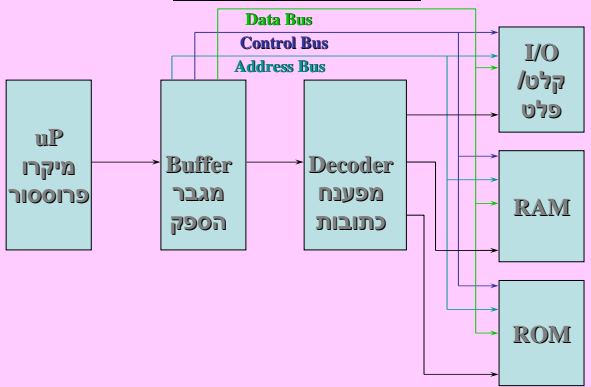 Data Bus
Control Bus
Address Bus
uP
מיקרו
פרוססור
Buffer
מגבר
הספק
Decoder
מפענח
כתובות
I/O
קלט/
פלט
RAM
ROM